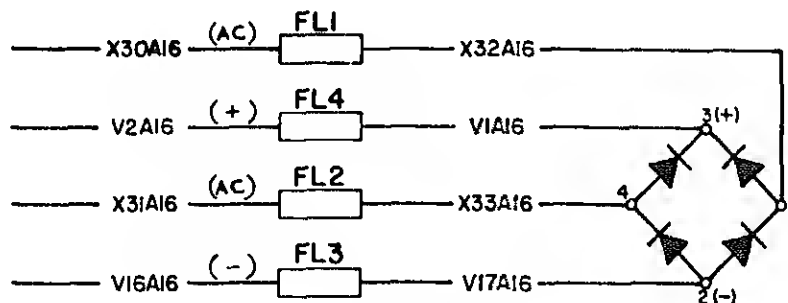 X30A16 (AC) FL1 X32A16
V2A16 (+) FL4 V1A16 3(+)
X31A16 (AC) FL2 X33A16 4
V16A16 (-) FL3 V17A16 2(-)